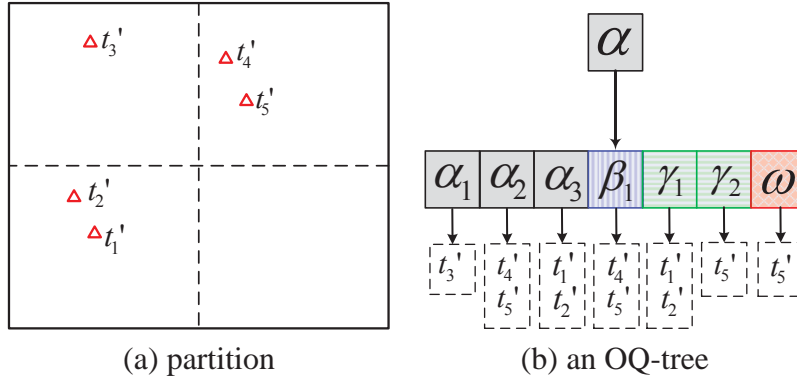 t3'
t4'
t5'
t2'
t1'
(a) partition
α
α1 α2 α3 β1 γ1 γ2 ω
t3' t4' t1' t4' t1' t5' t5'
t5' t2' t5' t2'
(b) an OQ-tree